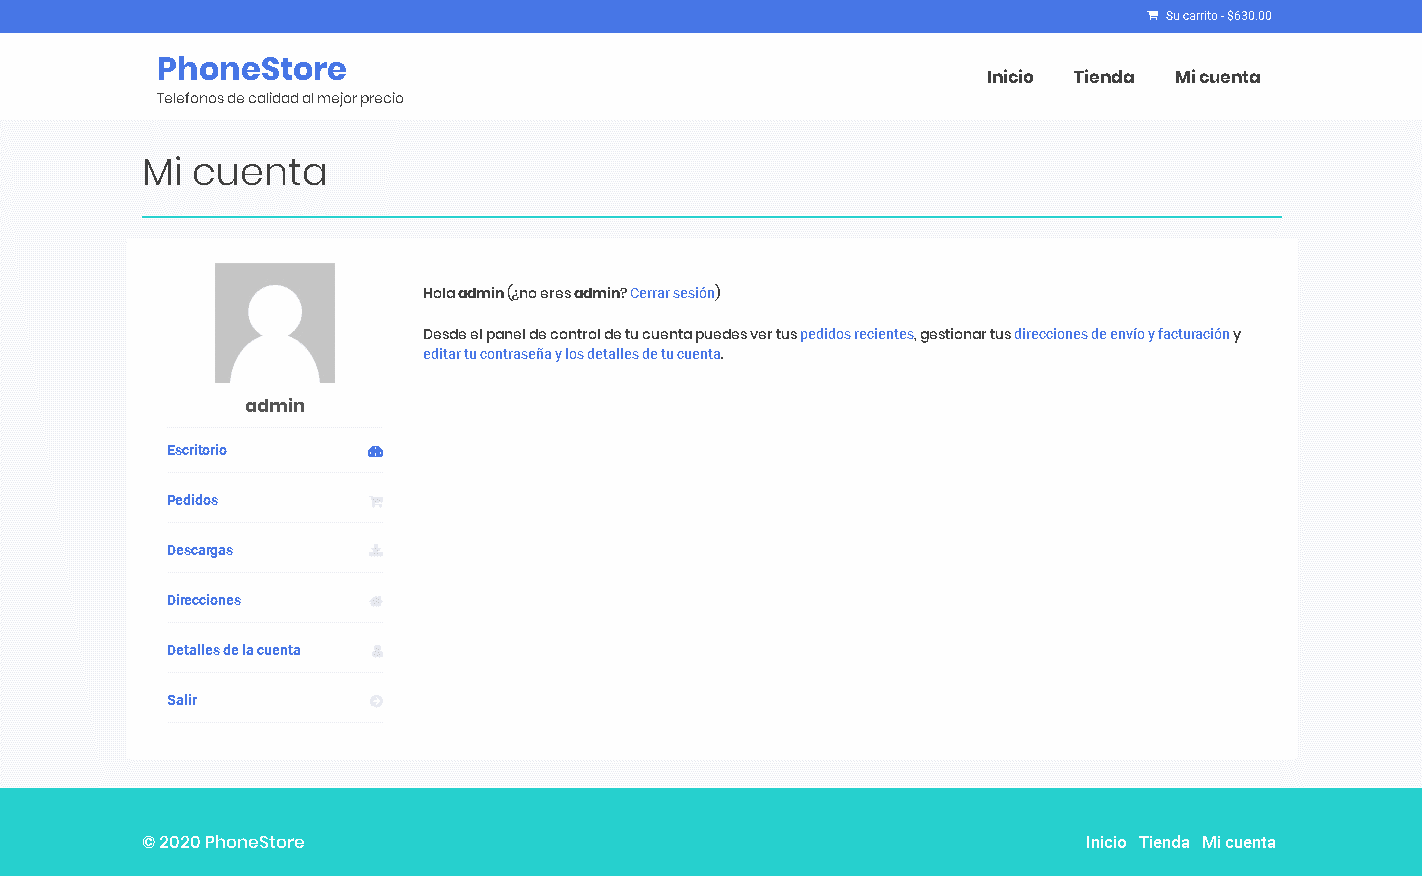 Su carrito - $630.00
PhoneStore
Telefonos de calidad al mejor precio
Inicio Tienda Mi cuenta
Mi cuenta
admin
Escritorio
Pedidos
Descargas
Direcciones
Detalles de la cuenta
Salir
Hola admin (¿no eres admin? Cerrar sesión)
Desde el panel de control de tu cuenta puedes ver tus pedidos recientes, gestionar tus direcciones de envío y facturación y
editar tu contraseña y los detalles de tu cuenta.
© 2020 PhoneStore
Inicio Tienda Mi cuenta